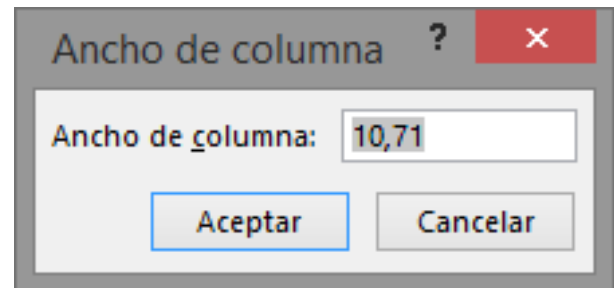 Ancho de columna ? ×
Ancho de columna: 10,71
Aceptar Cancelar